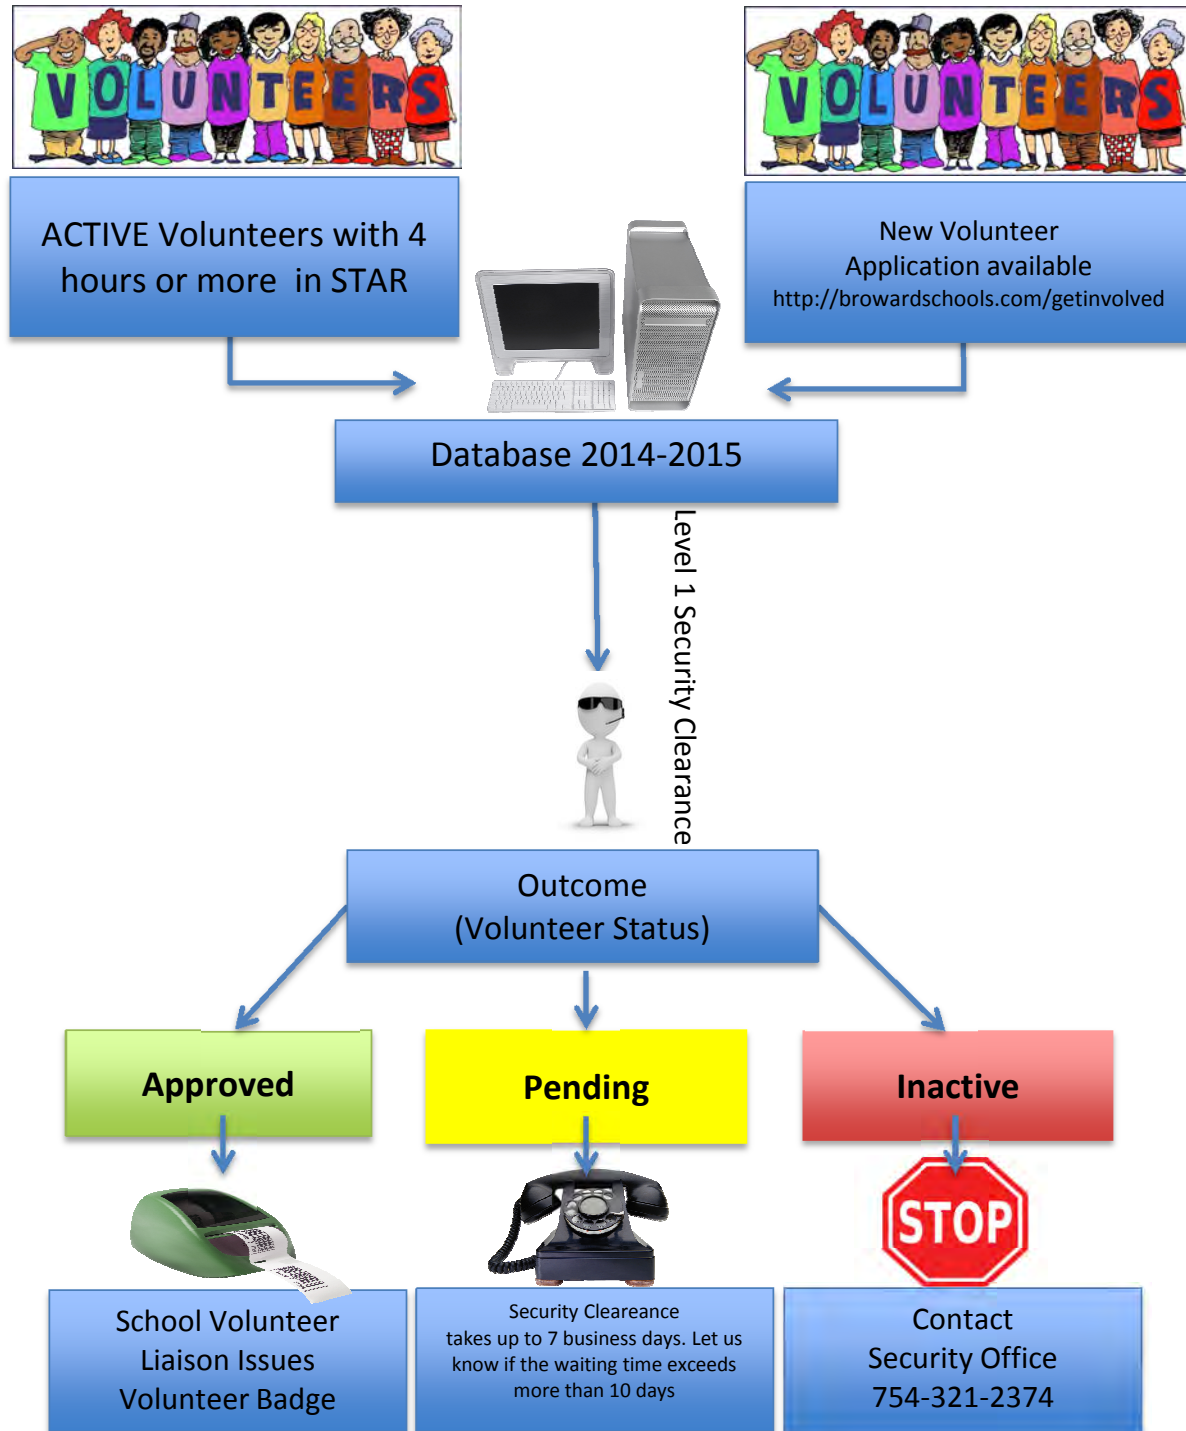 VOLUNTEERS
VOLUNTEERS
ACTIVE Volunteers with 4
hours or more in STAR
New Volunteer
Application available
http://browardschools.com/getinvolved
Database 2014-2015
Level 1 Security Clearance
Outcome
(Volunteer Status)
Approved
Pending
Inactive
STOP
School Volunteer
Liaison Issues
Volunteer Badge
Security Cleareance
takes up to 7 business days. Let us
know if the waiting time exceeds
more than 10 days
Contact
Security Office
754-321-2374